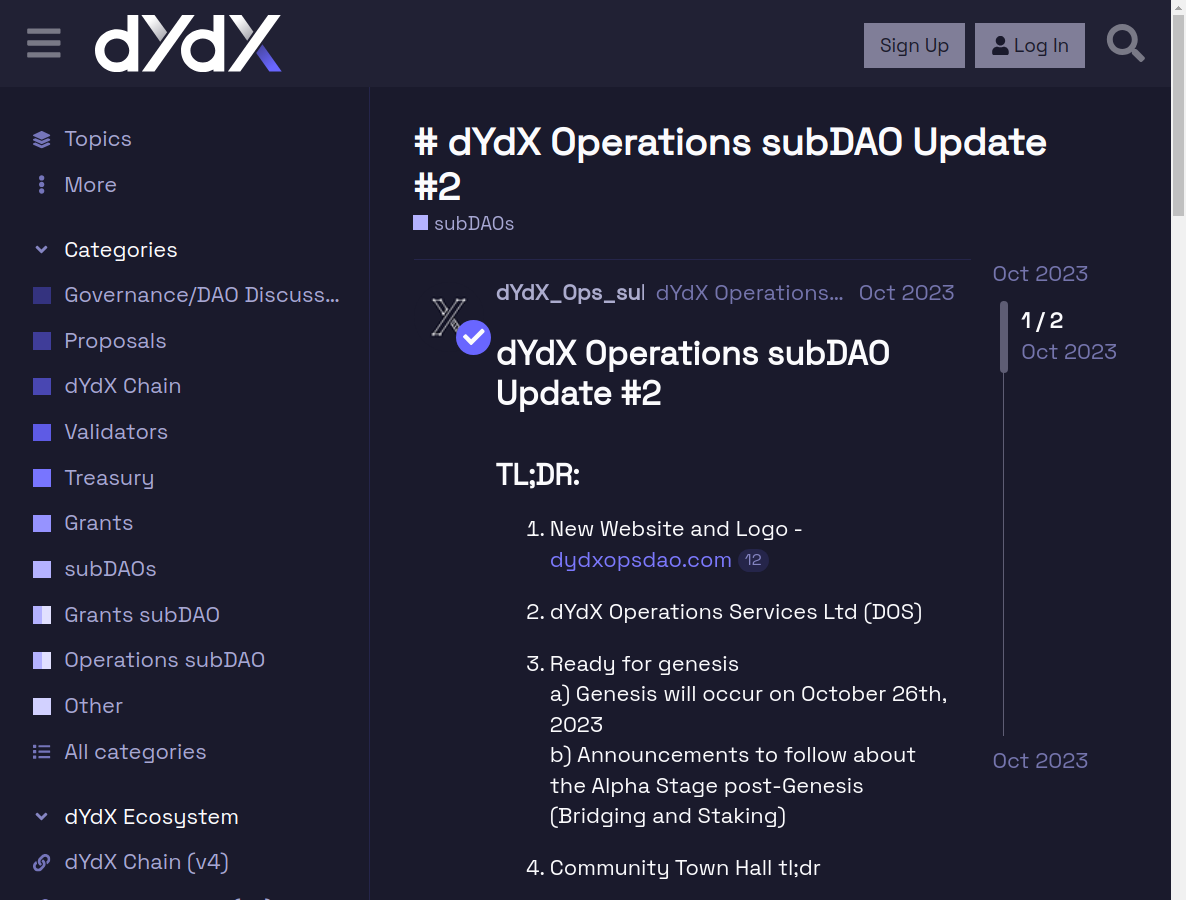 dYdX
Sign Up
Log In
Topics
More
Categories
Governance/DAO Discuss...
Proposals
dYdX Chain
Validators
Treasury
Grants
subDAOs
Grants subDAO
Operations subDAO
Other
All categories
dYdX Ecosystem
dYdX Chain (v4)
# dYdX Operations subDAO Update
#2
subDAOs
dYdX_Ops_sul dYdX Operations... Oct 2023
dYdX Operations subDAO
Update #2
TL;DR:
1. New Website and Logo -
dydxopsdao.com 12
2. dYdX Operations Services Ltd (DOS)
3. Ready for genesis
a) Genesis will occur on October 26th,
2023
b) Announcements to follow about
the Alpha Stage post-Genesis
(Bridging and Staking)
4. Community Town Hall tl;dr
Oct 2023
1 / 2
Oct 2023
Oct 2023